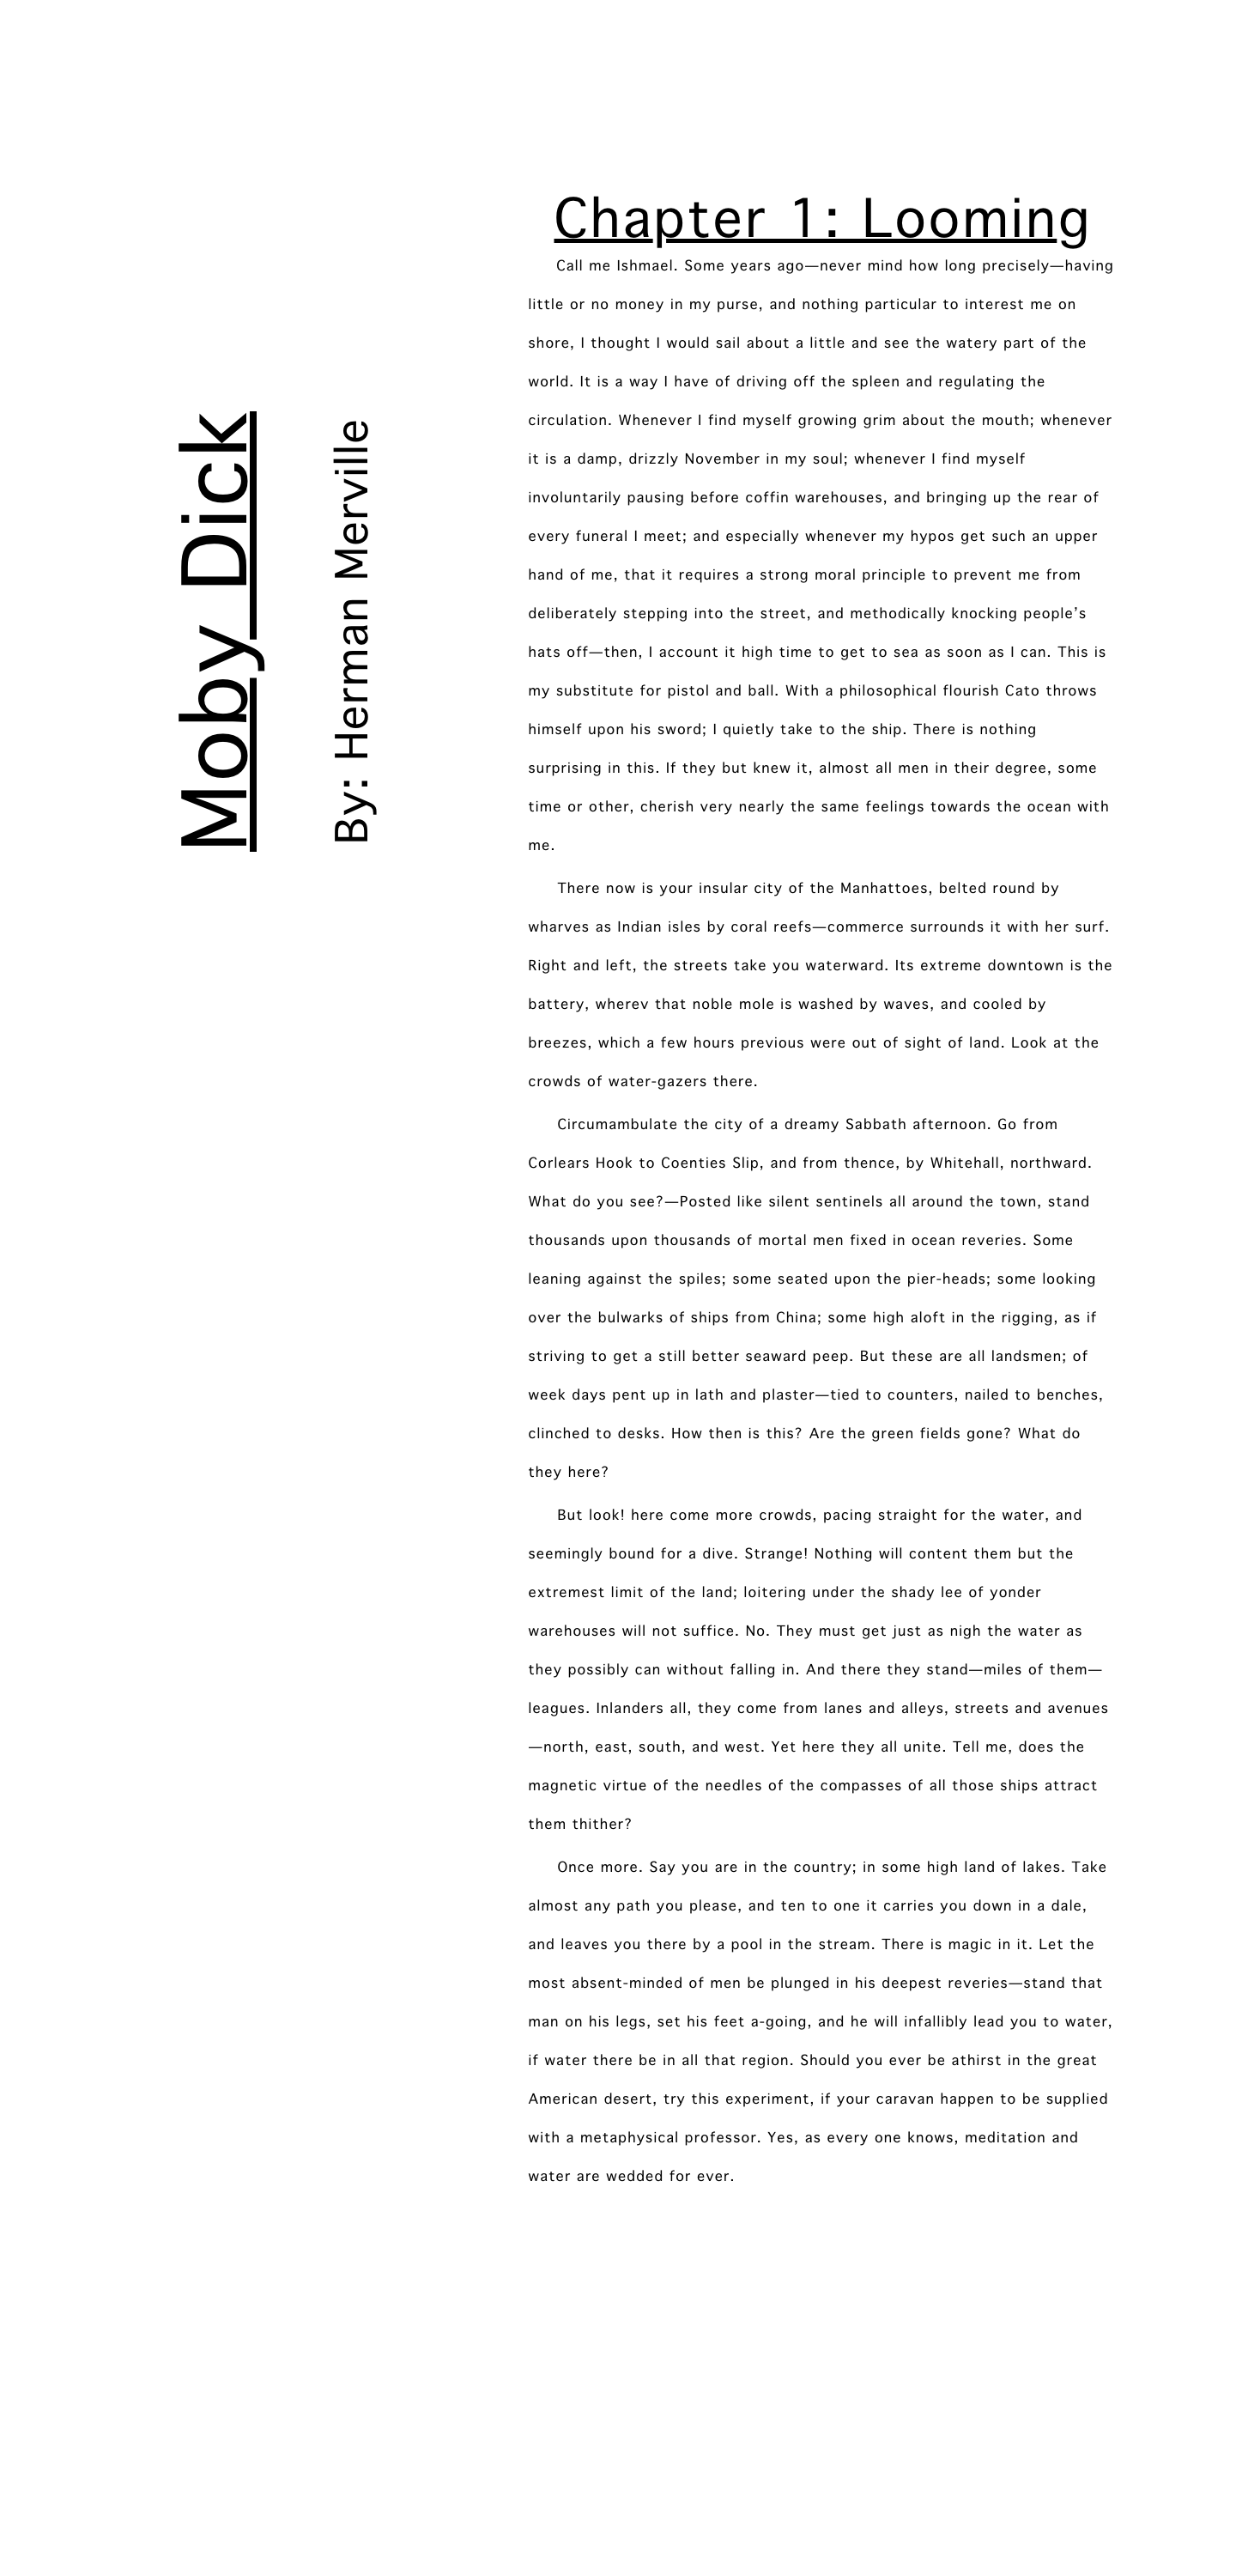 Moby Dick
By: Herman Merville
Chapter 1: Looming
Call me Ishmael. Some years ago—never mind how long precisely—having
little or no money in my purse, and nothing particular to interest me on
shore, I thought I would sail about a little and see the watery part of the
world. It is a way I have of driving off the spleen and regulating the
circulation. Whenever I find myself growing grim about the mouth; whenever
it is a damp, drizzly November in my soul; whenever I find myself
involuntarily pausing before coffin warehouses, and bringing up the rear of
every funeral I meet; and especially whenever my hypos get such an upper
hand of me, that it requires a strong moral principle to prevent me from
deliberately stepping into the street, and methodically knocking people’s
hats off—then, I account it high time to get to sea as soon as I can. This is
my substitute for pistol and ball. With a philosophical flourish Cato throws
himself upon his sword; I quietly take to the ship. There is nothing
surprising in this. If they but knew it, almost all men in their degree, some
time or other, cherish very nearly the same feelings towards the ocean with
me.
There now is your insular city of the Manhattoes, belted round by
wharves as Indian isles by coral reefs—commerce surrounds it with her surf.
Right and left, the streets take you waterward. Its extreme downtown is the
battery, wherev that noble mole is washed by waves, and cooled by
breezes, which a few hours previous were out of sight of land. Look at the
crowds of water-gazers there.
Circumambulate the city of a dreamy Sabbath afternoon. Go from
Corlears Hook to Coenties Slip, and from thence, by Whitehall, northward.
What do you see?—Posted like silent sentinels all around the town, stand
thousands upon thousands of mortal men fixed in ocean reveries. Some
leaning against the spiles; some seated upon the pier-heads; some looking
over the bulwarks of ships from China; some high aloft in the rigging, as if
striving to get a still better seaward peep. But these are all landsmen; of
week days pent up in lath and plaster—tied to counters, nailed to benches,
clinched to desks. How then is this? Are the green fields gone? What do
they here?
But look! here come more crowds, pacing straight for the water, and
seemingly bound for a dive. Strange! Nothing will content them but the
extremest limit of the land; loitering under the shady lee of yonder
warehouses will not suffice. No. They must get just as nigh the water as
they possibly can without falling in. And there they stand—miles of them—
leagues. Inlanders all, they come from lanes and alleys, streets and avenues
—north, east, south, and west. Yet here they all unite. Tell me, does the
magnetic virtue of the needles of the compasses of all those ships attract
them thither?
Once more. Say you are in the country; in some high land of lakes. Take
almost any path you please, and ten to one it carries you down in a dale,
and leaves you there by a pool in the stream. There is magic in it. Let the
most absent-minded of men be plunged in his deepest reveries—stand that
man on his legs, set his feet a-going, and he will infallibly lead you to water,
if water there be in all that region. Should you ever be athirst in the great
American desert, try this experiment, if your caravan happen to be supplied
with a metaphysical professor. Yes, as every one knows, meditation and
water are wedded for ever.